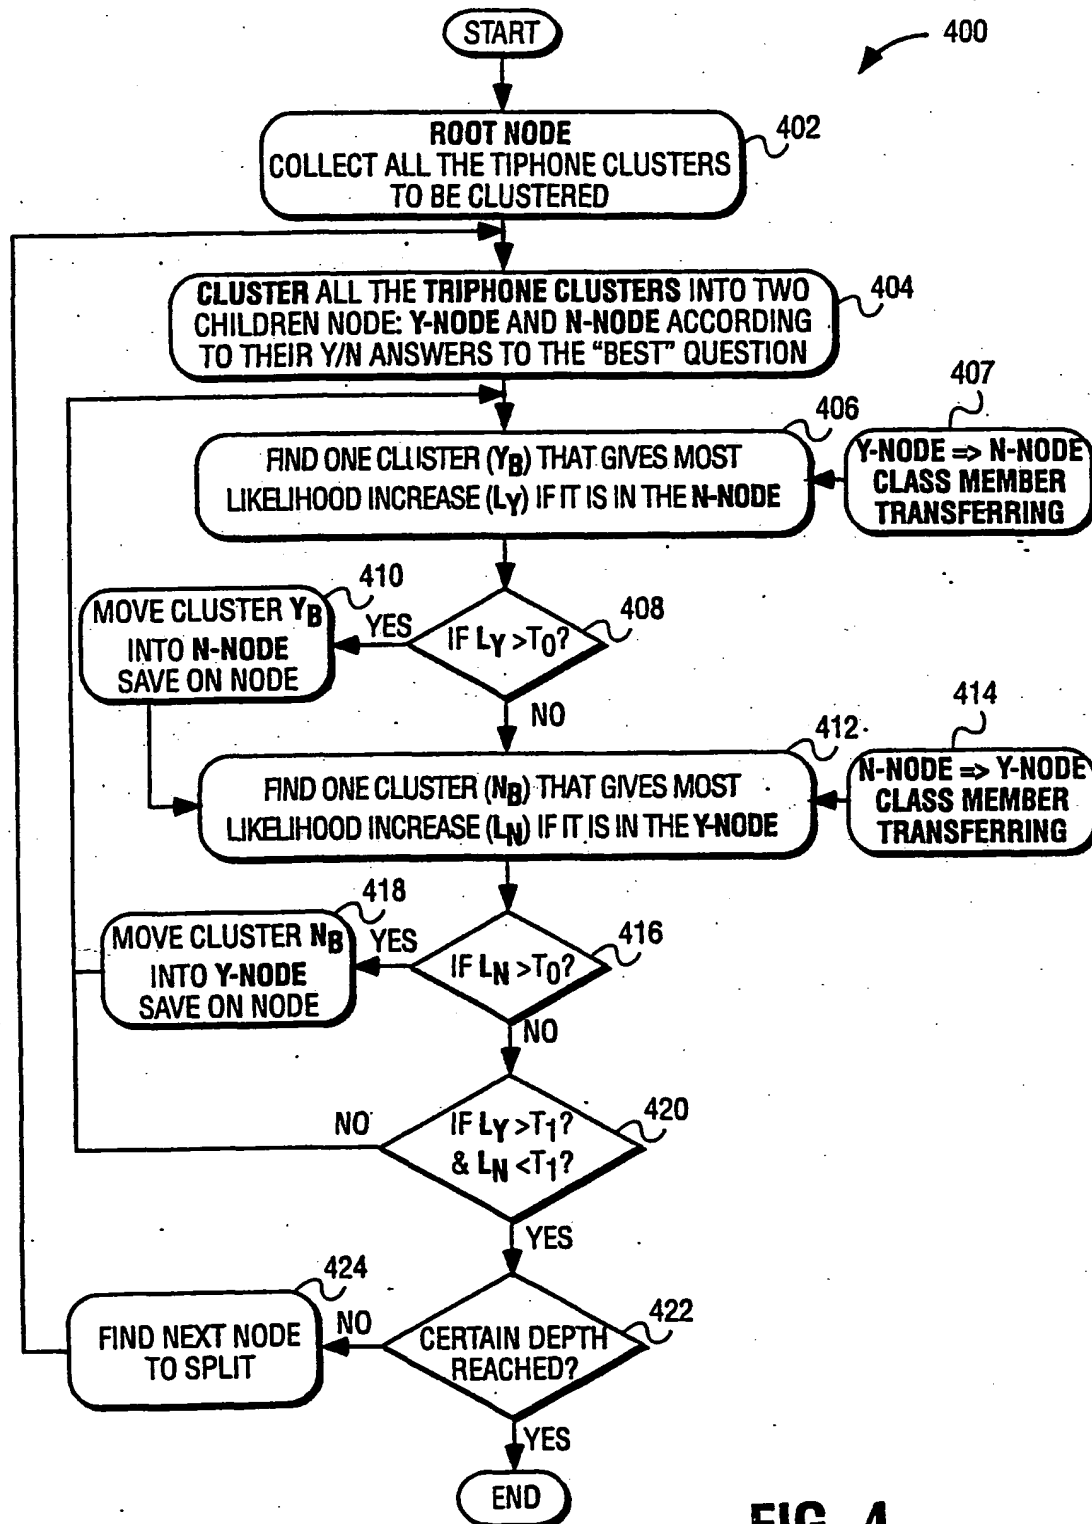 START
400
ROOT NODE
COLLECT ALL THE TIPHONE CLUSTERS
TO BE CLUSTERED
402
CLUSTER ALL THE TRIPHONE CLUSTERS INTO TWO
CHILDREN NODE: Y-NODE AND N-NODE ACCORDING
TO THEIR Y/N ANSWERS TO THE "BEST" QUESTION
404
FIND ONE CLUSTER (YB) THAT GIVES MOST
LIKELIHOOD INCREASE (LY) IF IT IS IN THE N-NODE
406
407
Y-NODE => N-NODE
CLASS MEMBER
TRANSFERRING
IF LY >T0?
408
YES
410
MOVE CLUSTER YB
INTO N-NODE
SAVE ON NODE
NO
FIND ONE CLUSTER (NB) THAT GIVES MOST
LIKELIHOOD INCREASE (LN) IF IT IS IN THE Y-NODE
412
414
N-NODE => Y-NODE
CLASS MEMBER
TRANSFERRING
IF LN >T0?
416
YES
418
MOVE CLUSTER NB
INTO Y-NODE
SAVE ON NODE
NO
IF LY >T1?
& LN <T1?
420
NO
YES
CERTAIN DEPTH
REACHED?
422
NO
424
FIND NEXT NODE
TO SPLIT
YES
END
FIG. 4